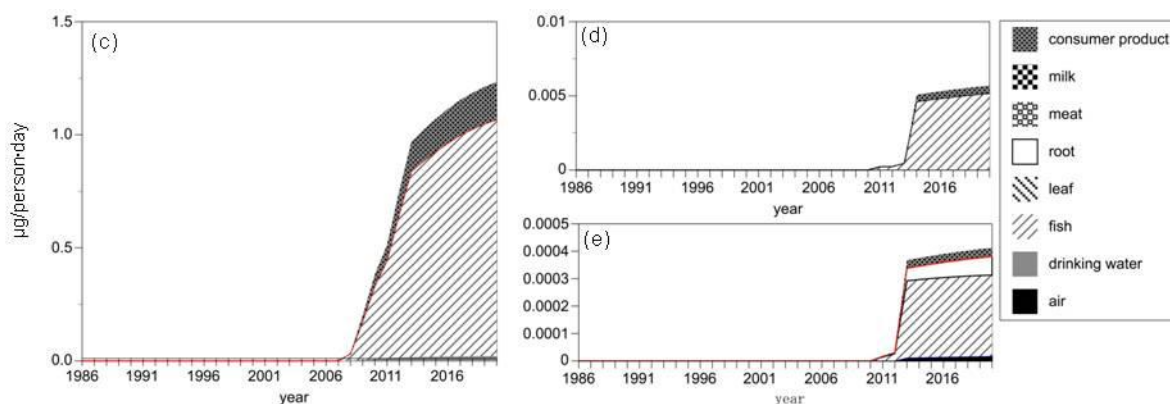 (c)
1.5
1.0
0.5
0.0
µg/person·day
1986 1991 1996 2001 2006 2011 2016
year
(d)
0.01
0.005
0
1986 1991 1996 2001 2006 2011 2016
year
(e)
0.0005
0.0004
0.0003
0.0002
0.0001
0
1986 1991 1996 2001 2006 2011 2016
year
consumer product
milk
meat
root
leaf
fish
drinking water
air